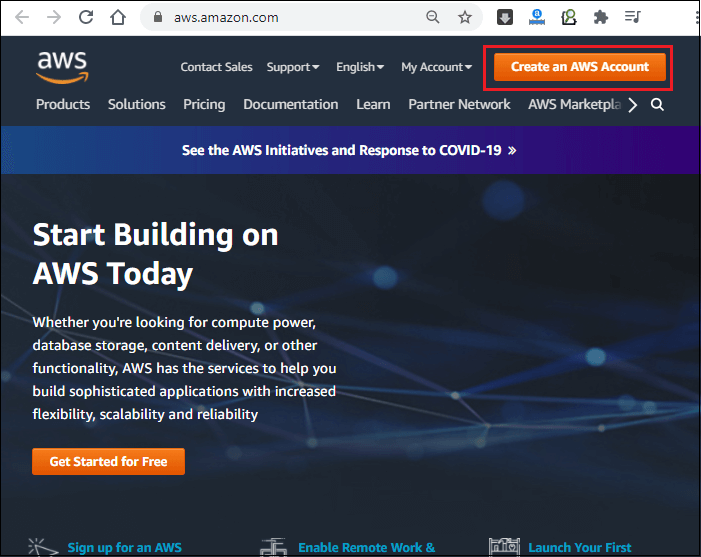 aws.amazon.com
aws
Contact Sales Support English My Account Create an AWS Account
Products Solutions Pricing Documentation Learn Partner Network AWS Marketpla
See the AWS Initiatives and Response to COVID-19 »
Start Building on
AWS Today
Whether you're looking for compute power,
database storage, content delivery, or other
functionality, AWS has the services to help you
build sophisticated applications with increased
flexibility, scalability and reliability
Get Started for Free
Sign up for an AWS Enable Remote Work & Launch Your First